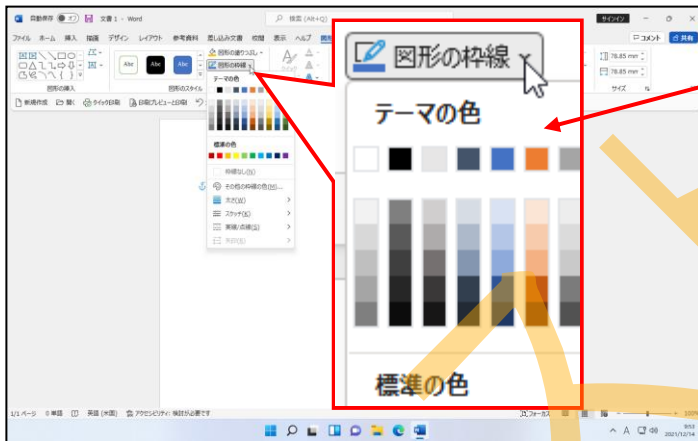 自動保存 オフ 文書 1 - Word 検索 (Alt+Q) サインイン
ファイル ホーム 挿入 描画 デザイン レイアウト 参考資料 差し込み文書 校閲 表示 ヘルプ コメント 共有
図形の塗りつぶし
図形の枠線
Abc Abc Abc
78.85 mm
78.85 mm
図形の挿入 図形のスタイル サイズ
新規作成 開く クイック印刷 印刷プレビューと印刷
テーマの色
標準の色
枠線なし(N)
その他の枠線の色(M)...
太さ(W)
スケッチ(K)
実線/点線(S)
矢印(R)
図形の枠線
テーマの色
標準の色
1/1 ページ 0 単語 英語 (米国) アクセシビリティ: 検討が必要です 100%
A
9:53
2021/12/14